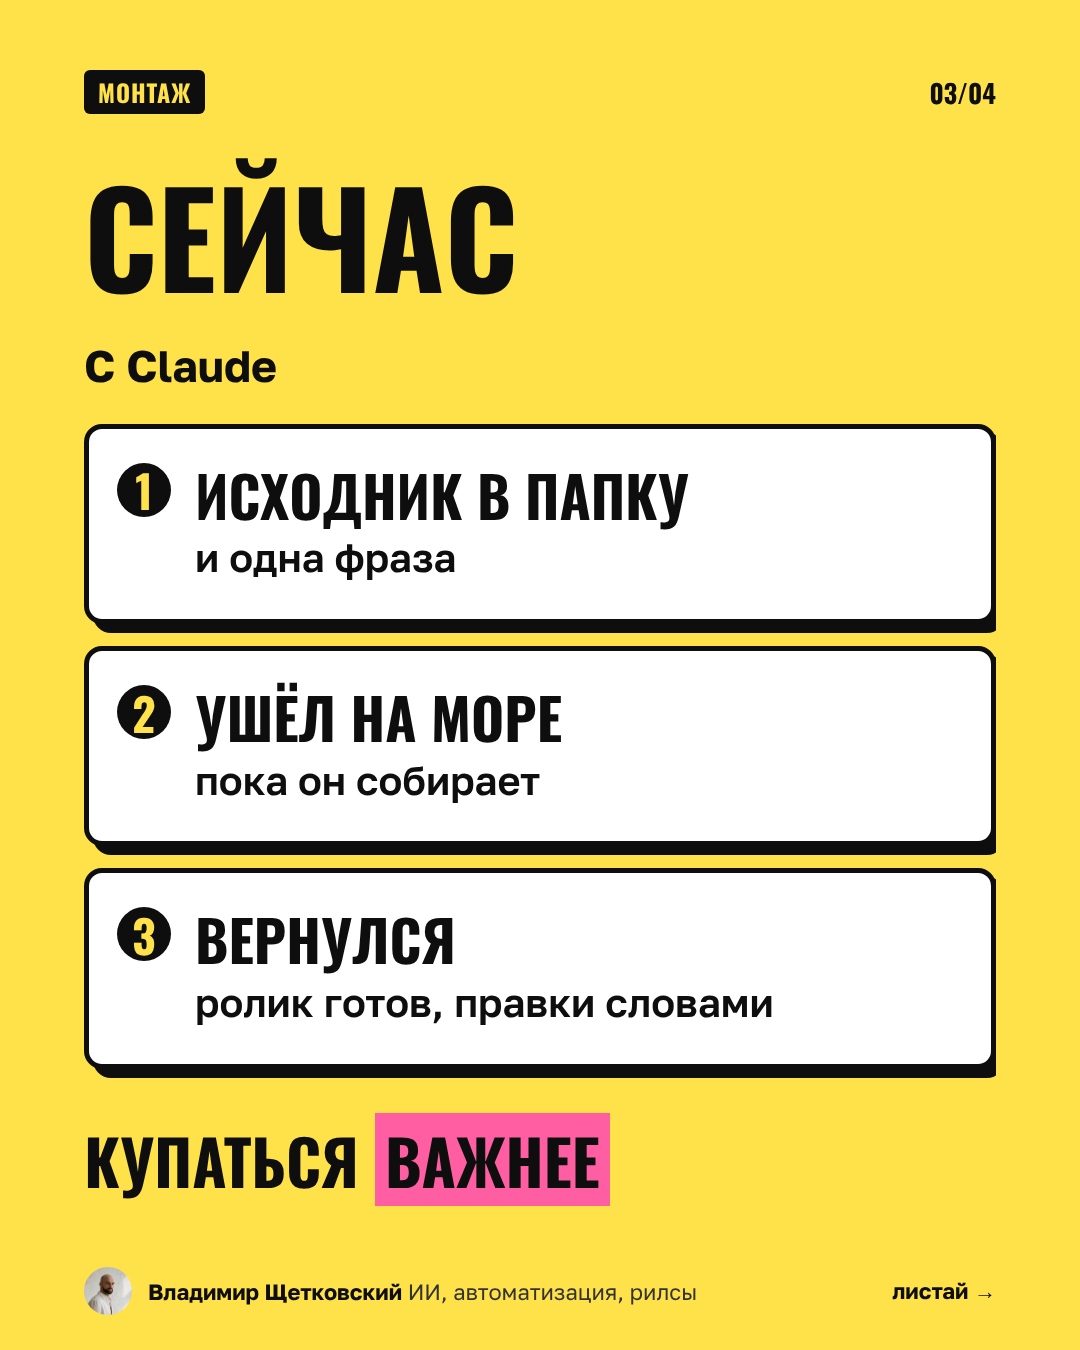 МОНТАЖ
03/04
СЕЙЧАС
С Claude
1 ИСХОДНИК В ПАПКУ
и одна фраза
2 УШЁЛ НА МОРЕ
пока он собирает
3 ВЕРНУЛСЯ
ролик готов, правки словами
КУПАТЬСЯ ВАЖНЕЕ
Владимир Щетковский ИИ, автоматизация, рилсы
листай →